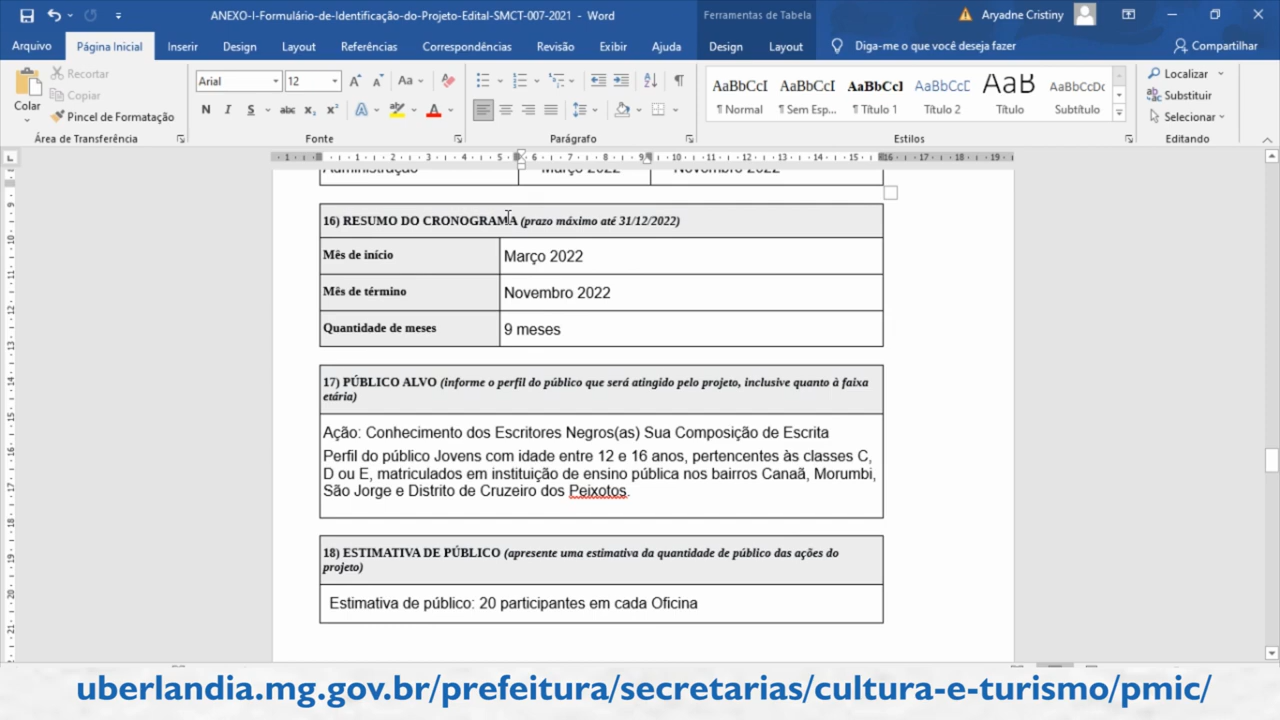 ANEXO-I-Formulário-de-Identificação-do-Projeto-Edital-SMCT-007-2021 - Word
Ferramentas de Tabela
Aryadne Cristiny
Arquivo Página Inicial Inserir Design Layout Referências Correspondências Revisão Exibir Ajuda Design Layout Diga-me o que você deseja fazer Compartilhar
Colar
Recortar
Copiar
Pincel de Formatação
Área de Transferência
Arial 12
N I S abc x₂ x²
Fonte
Parágrafo
AaBbCcI AaBbCcI AaBbCcI AaBbCcD AaB AaBbCcDc
¶ Normal ¶ Sem Esp... ¶ Título 1 Título 2 Título Subtítulo
Estilos
Localizar
Substituir
Selecionar
Editando
Administração Março 2022 Novembro 2022
16) RESUMO DO CRONOGRAMA (prazo máximo até 31/12/2022)
Mês de início Março 2022
Mês de término Novembro 2022
Quantidade de meses 9 meses
17) PÚBLICO ALVO (informe o perfil do público que será atingido pelo projeto, inclusive quanto à faixa
etária)
Ação: Conhecimento dos Escritores Negros(as) Sua Composição de Escrita
Perfil do público Jovens com idade entre 12 e 16 anos, pertencentes às classes C,
D ou E, matriculados em instituição de ensino pública nos bairros Canaã, Morumbi,
São Jorge e Distrito de Cruzeiro dos Peixotos.
18) ESTIMATIVA DE PÚBLICO (apresente uma estimativa da quantidade de público das ações do
projeto)
Estimativa de público: 20 participantes em cada Oficina
uberlandia.mg.gov.br/prefeitura/secretarias/cultura-e-turismo/pmic/